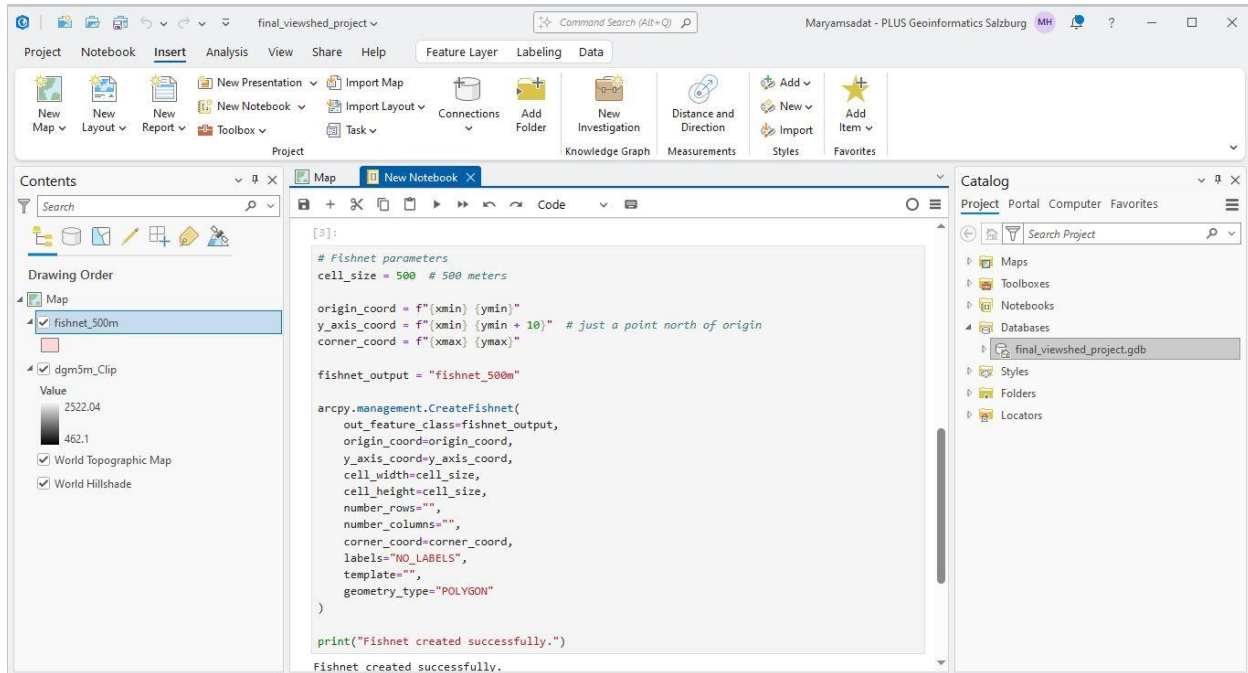 final_viewshed_project
Command Search (Alt+Q)
Maryamsadat - PLUS Geoinformatics Salzburg
MH
?
Project Notebook Insert Analysis View Share Help Feature Layer Labeling Data
New Map
New Layout
New Report
New Presentation
New Notebook
Toolbox
Import Map
Import Layout
Task
Connections
Add Folder
New Investigation
Distance and Direction
Add
New
Import
Add Item
Project
Knowledge Graph
Measurements
Styles
Favorites
Contents
Search
Drawing Order
Map
fishnet_500m
dgm5m_Clip
Value
2522.04
462.1
World Topographic Map
World Hillshade
Map
New Notebook
Code
[3]:
# Fishnet parameters
cell_size = 500  # 500 meters
origin_coord = f"{xmin} {ymin}"
y_axis_coord = f"{xmin} {ymin + 10}"  # just a point north of origin
corner_coord = f"{xmax} {ymax}"
fishnet_output = "fishnet_500m"
arcpy.management.CreateFishnet(
    out_feature_class=fishnet_output,
    origin_coord=origin_coord,
    y_axis_coord=y_axis_coord,
    cell_width=cell_size,
    cell_height=cell_size,
    number_rows="",
    number_columns="",
    corner_coord=corner_coord,
    labels="NO_LABELS",
    template="",
    geometry_type="POLYGON"
)
print("Fishnet created successfully.")
Fishnet created successfully.
Catalog
Project Portal Computer Favorites
Search Project
Maps
Toolboxes
Notebooks
Databases
final_viewshed_project.gdb
Styles
Folders
Locators